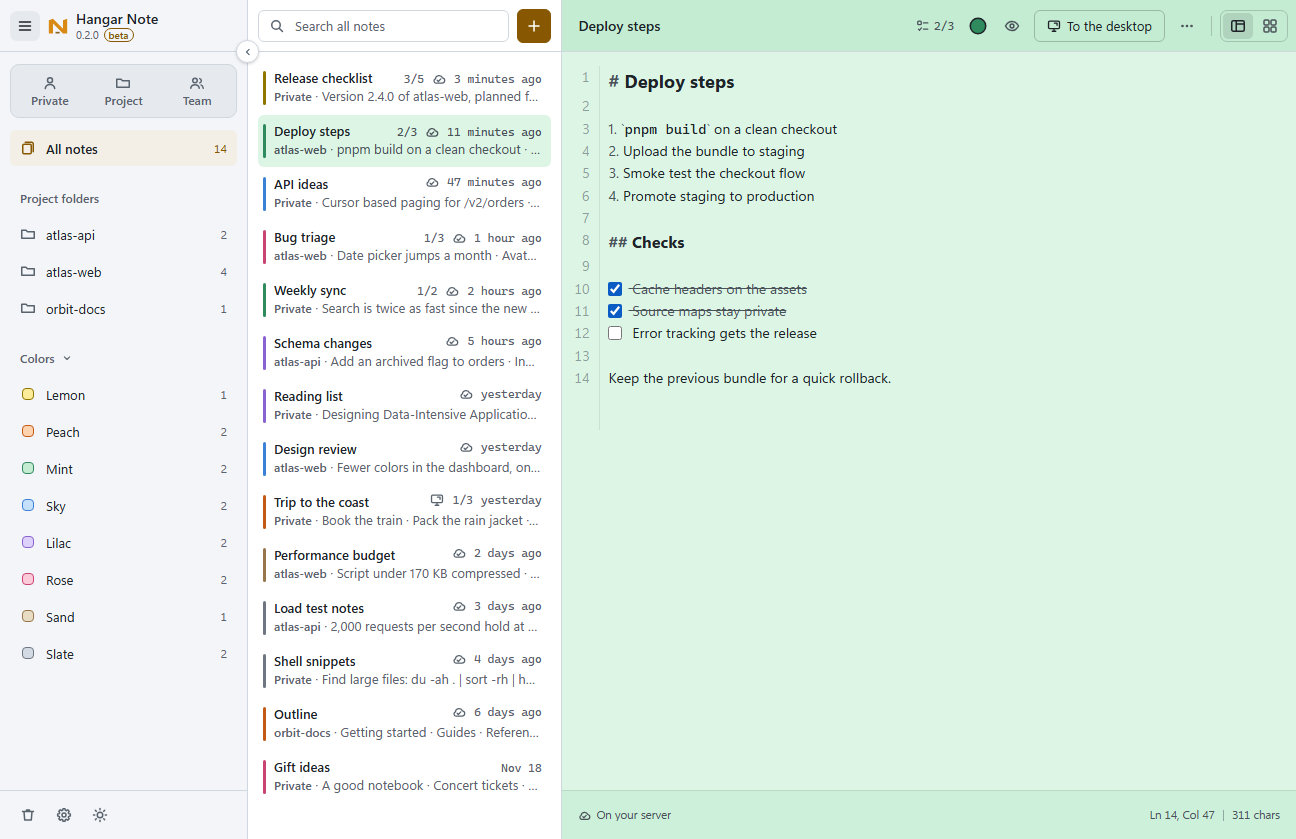 Hangar Note
0.2.0 beta
Private
Project
Team
All notes 14
Project folders
atlas-api 2
atlas-web 4
orbit-docs 1
Colors
Lemon 1
Peach 2
Mint 2
Sky 2
Lilac 2
Rose 2
Sand 1
Slate 2
Search all notes
Release checklist 3/5 3 minutes ago
Private · Version 2.4.0 of atlas-web, planned f...
Deploy steps 2/3 11 minutes ago
atlas-web · pnpm build on a clean checkout · ...
API ideas 47 minutes ago
Private · Cursor based paging for /v2/orders ·...
Bug triage 1/3 1 hour ago
atlas-web · Date picker jumps a month · Avat...
Weekly sync 1/2 2 hours ago
Private · Search is twice as fast since the new ...
Schema changes 5 hours ago
atlas-api · Add an archived flag to orders · In...
Reading list yesterday
Private · Designing Data-Intensive Applicatio...
Design review yesterday
atlas-web · Fewer colors in the dashboard, on...
Trip to the coast 1/3 yesterday
Private · Book the train · Pack the rain jacket ·...
Performance budget 2 days ago
atlas-web · Script under 170 KB compressed · ...
Load test notes 3 days ago
atlas-api · 2,000 requests per second hold at ...
Shell snippets 4 days ago
Private · Find large files: du -ah . | sort -rh | h...
Outline 6 days ago
orbit-docs · Getting started · Guides · Referen...
Gift ideas Nov 18
Private · A good notebook · Concert tickets · ...
Deploy steps 2/3 To the desktop
1 # Deploy steps
2
3 1. `pnpm build` on a clean checkout
4 2. Upload the bundle to staging
5 3. Smoke test the checkout flow
6 4. Promote staging to production
7
8 ## Checks
9
10 Cache headers on the assets
11 Source maps stay private
12 Error tracking gets the release
13
14 Keep the previous bundle for a quick rollback.
On your server Ln 14, Col 47 | 311 chars